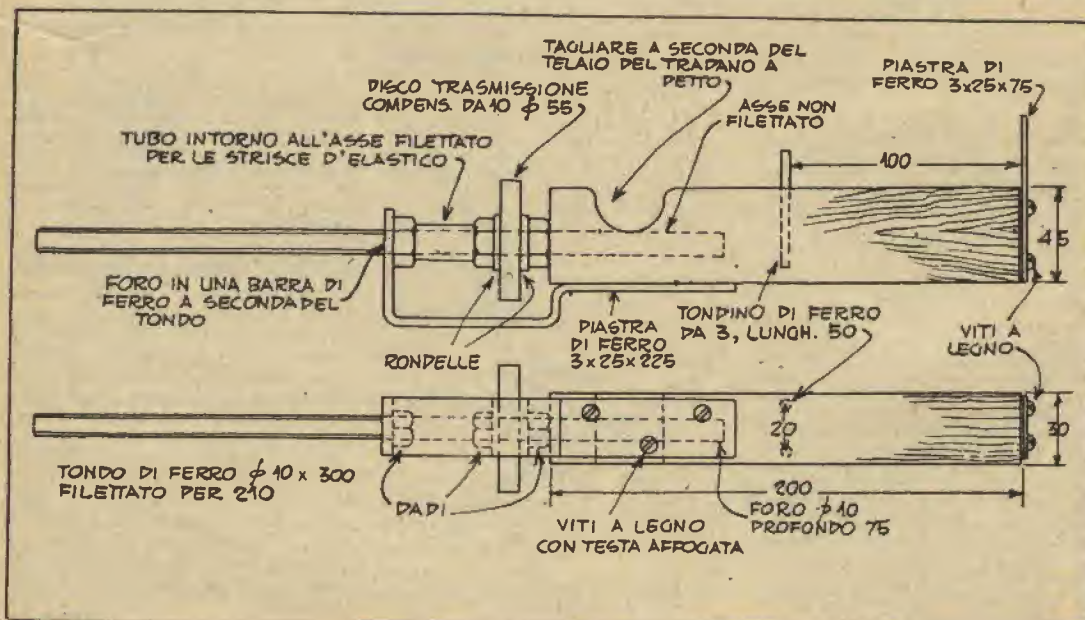 TAGLIARE A SECONDA DEL
TELAIO DEL TRAPANO A
PETTO
PIASTRA DI
FERRO 3x25x75
DISCO TRASMISSIONE
COMPENS. DA 10 ϕ 55
ASSE NON
FILETTATO
TUBO INTORNO ALL'ASSE FILETTATO
PER LE STRISCE D'ELASTICO
100
45
FORO IN UNA BARRA DI
FERRO A SECONDA DEL
TONDO
RONDELLE
PIASTRA
DI FERRO
3x25x225
TONDINO DI FERRO
DA 3, LUNGH. 50
VITI A
LEGNO
20
30
TONDO DI FERRO ϕ 10 x 300
FILETTATO PER 210
DADI
VITI A LEGNO
CON TESTA AFFOGATA
200
FORO ϕ 10
PROFONDO 75